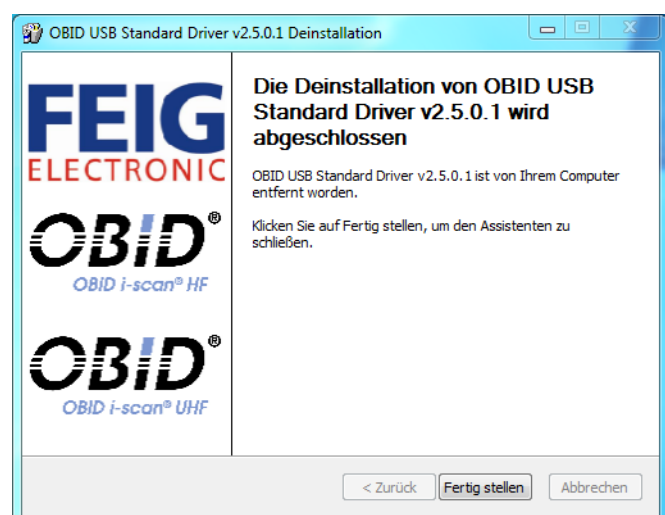 OBID USB Standard Driver v2.5.0.1 Deinstallation
FEIG
ELECTRONIC
OBiD®
OBiD i-scan® HF
OBiD®
OBiD i-scan® UHF
Die Deinstallation von OBID USB
Standard Driver v2.5.0.1 wird
abgeschlossen
OBID USB Standard Driver v2.5.0.1 ist von Ihrem Computer
entfernt worden.
Klicken Sie auf Fertig stellen, um den Assistenten zu
schließen.
< Zurück Fertig stellen Abbrechen